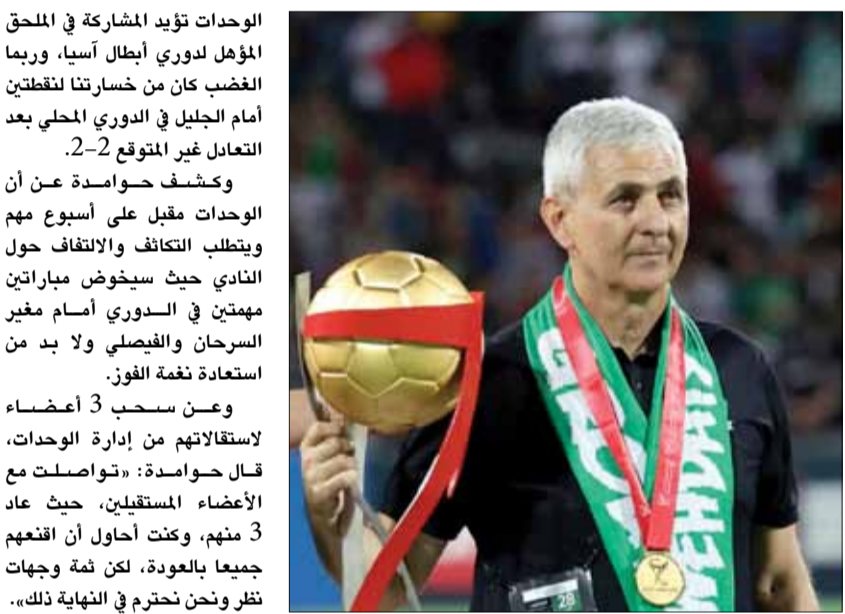 الوحدات تؤيد المشاركة في الملحق
المؤهل لدوري أبطال آسيا، وربما
الغضب كان من خسارتنا لنقطتين
أمام الجليل في الدوري المحلي بعد
التعادل غير المتوقع 2-2.
وكشف حوامدة عن أن
الوحدات مقبل على أسبوع مهم
ويتطلب التكاثف والالتفاف حول
النادي حيث سيخوض مباراتين
مهمتين في الدوري أمام مغير
السرحان والفيصلي ولا بد من
استعادة نغمة الفوز.
وعن سحب 3 أعضاء
لاستقالاتهم من إدارة الوحدات،
قال حوامدة: «تواصلت مع
الأعضاء المستقيلين، حيث عاد
3 منهم، وكنت أحاول أن اقنعهم
جميعا بالعودة، لكن ثمة وجهات
نظر ونحن نحترم في النهاية ذلك».
WEHDAT
28